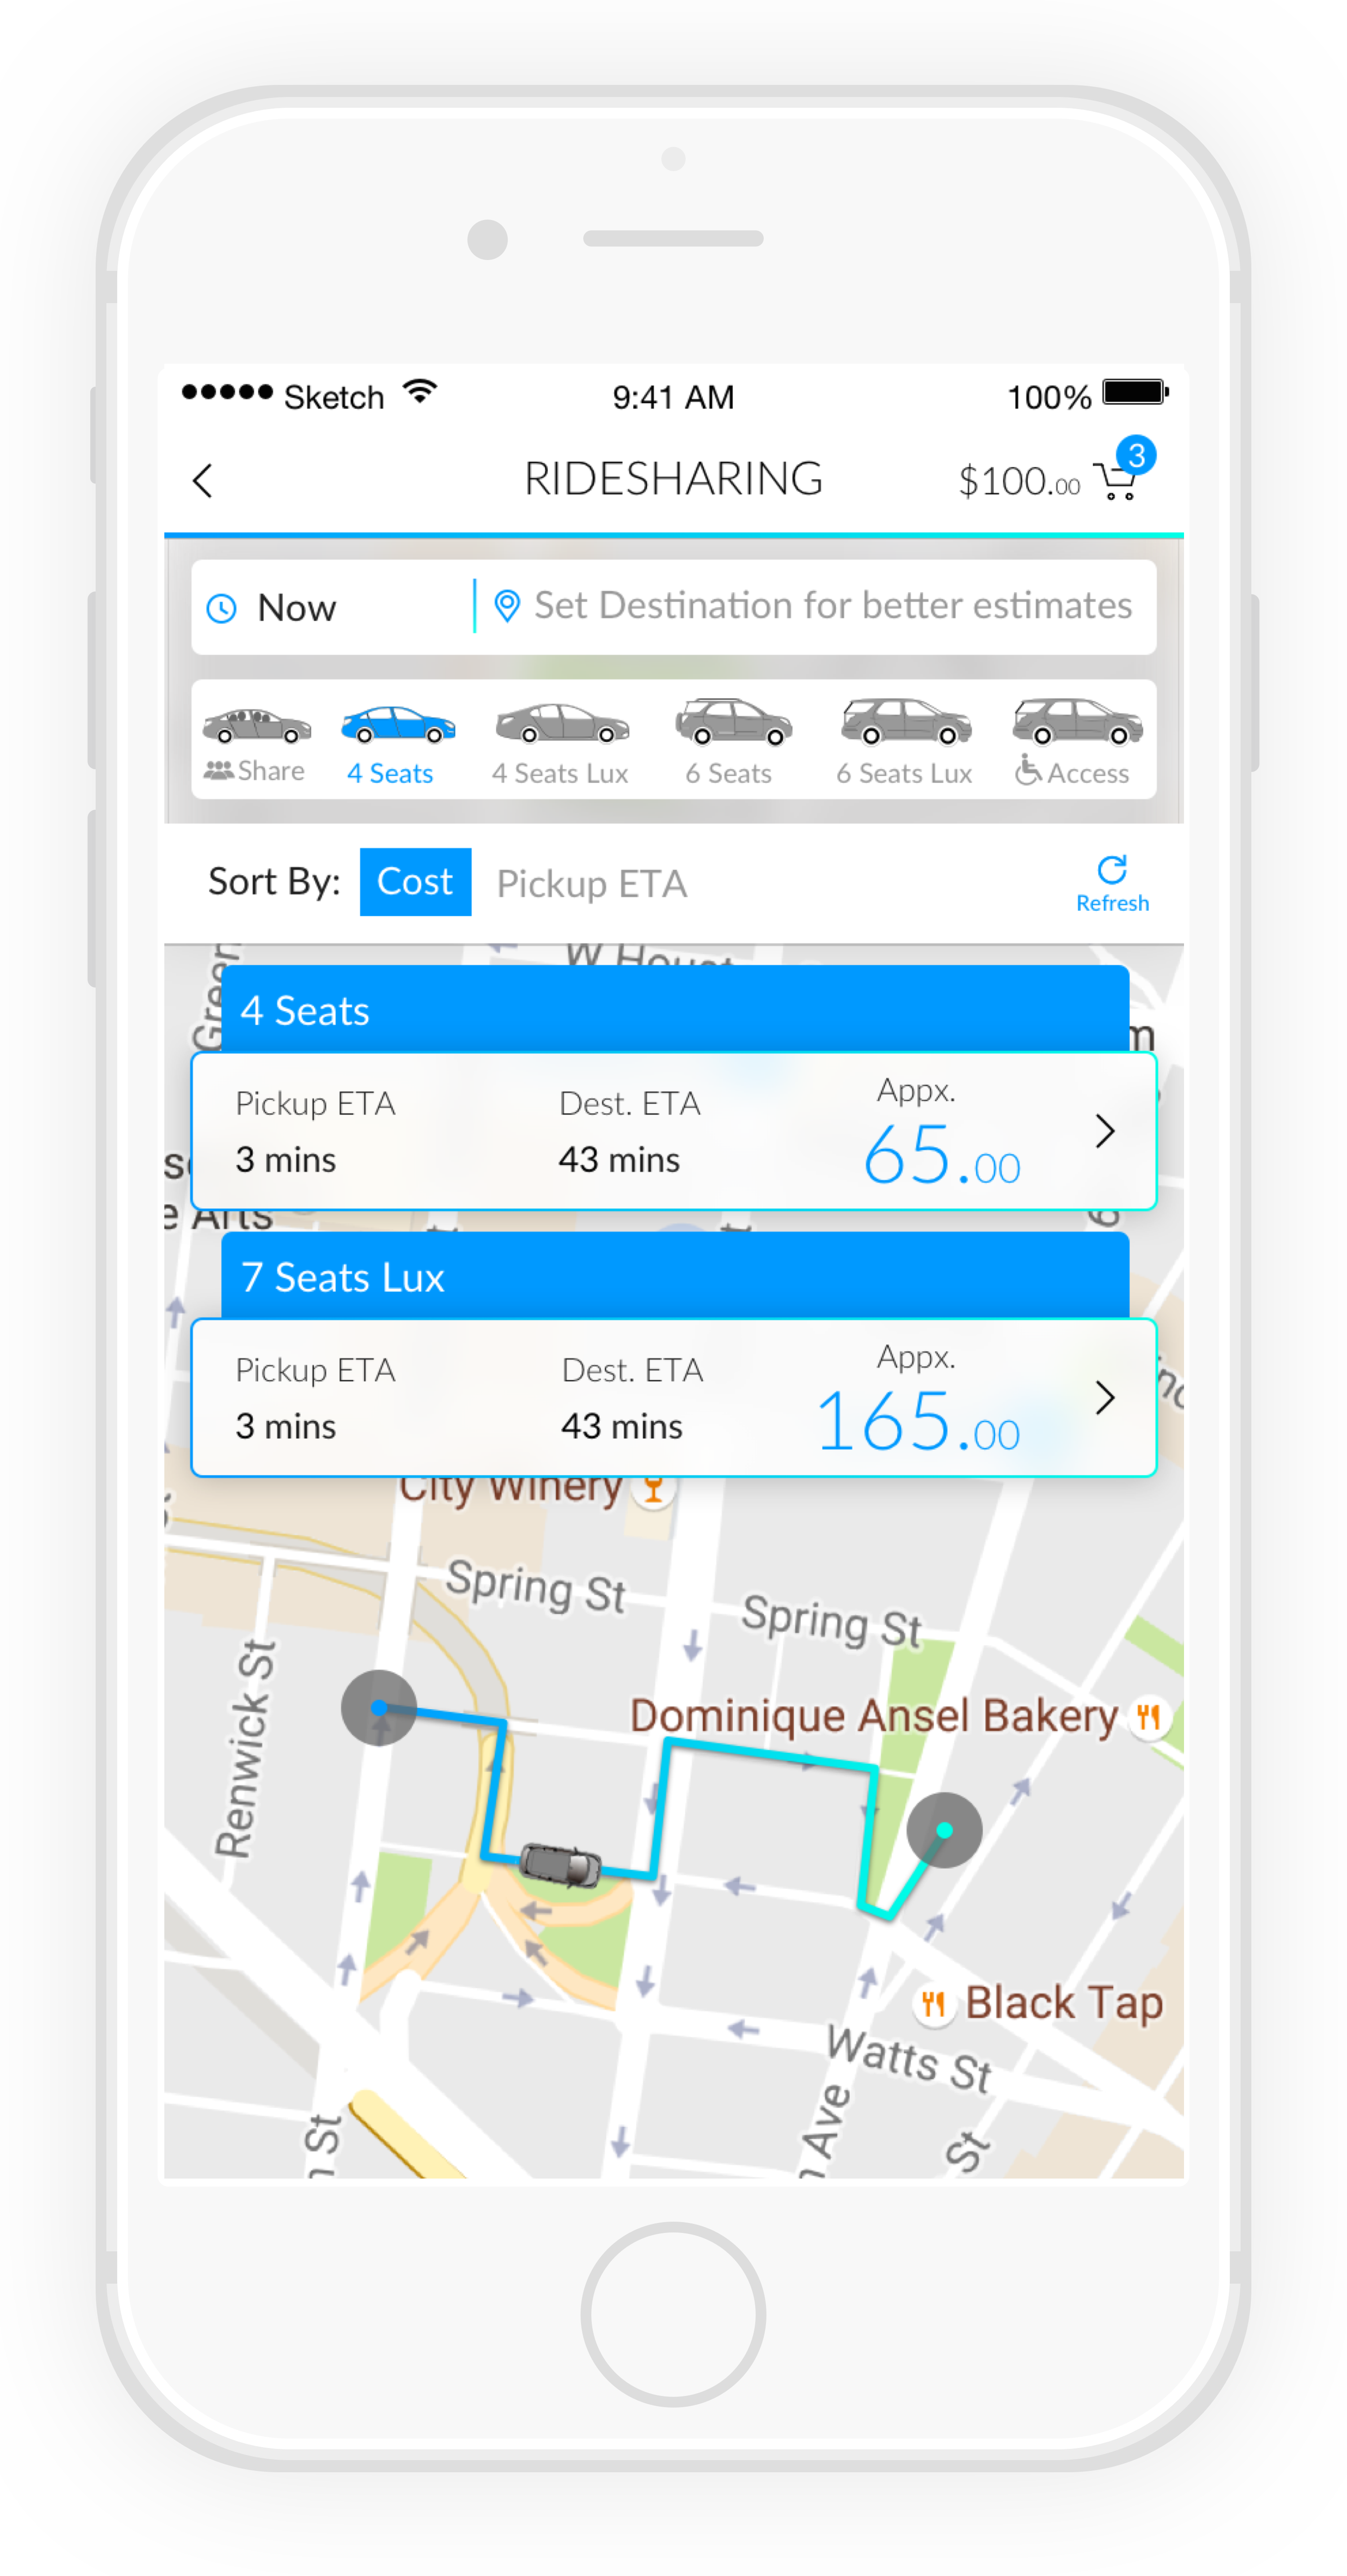 Sketch 9:41 AM 100%
RIDESHARING $100.00 3
Now Set Destination for better estimates
Share 4 Seats 4 Seats Lux 6 Seats 6 Seats Lux Access
Sort By: Cost Pickup ETA Refresh
4 Seats
Pickup ETA Dest. ETA Appx.
3 mins 43 mins 65.00
e Arts
7 Seats Lux
Pickup ETA Dest. ETA Appx.
3 mins 43 mins 165.00
City Winery
Spring St
Spring St
Renwick St
Dominique Ansel Bakery
Black Tap
Watts St
n St
n Ave
St